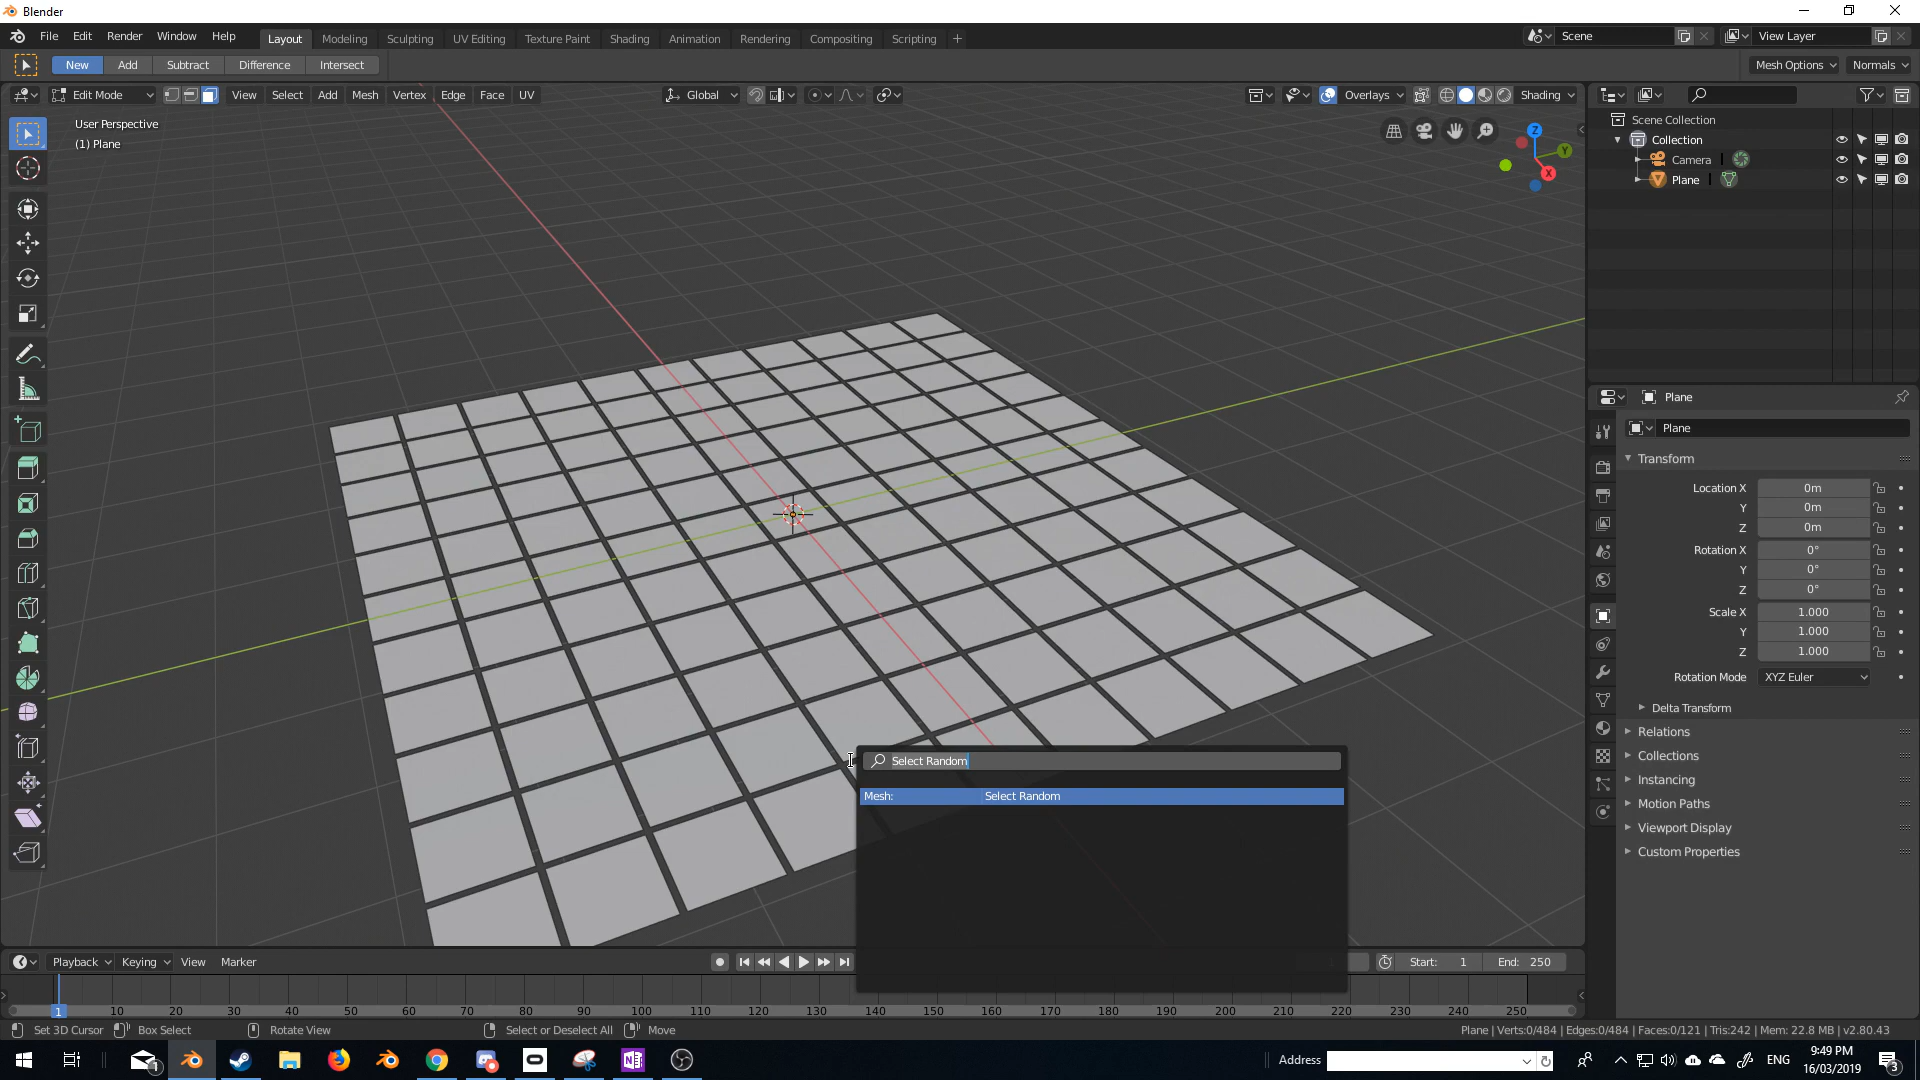 Blender
File Edit Render Window Help Layout Modeling Sculpting UV Editing Texture Paint Shading Animation Rendering Compositing Scripting + Scene View Layer
New Add Subtract Difference Intersect Mesh Options Normals
Edit Mode View Select Add Mesh Vertex Edge Face UV Global Overlays Shading
User Perspective
(1) Plane
Z
Y
X
Scene Collection
Collection
Camera
Plane
Plane
Plane
Transform
Location X 0m
Y 0m
Z 0m
Rotation X 0°
Y 0°
Z 0°
Scale X 1.000
Y 1.000
Z 1.000
Rotation Mode XYZ Euler
Delta Transform
Relations
Collections
Instancing
Motion Paths
Viewport Display
Custom Properties
Select Random
Mesh: Select Random
Playback Keying View Marker Start: 1 End: 250
1 10 20 30 40 50 60 70 80 90 100 110 120 130 140 150 160 170 180 190 200 210 220 230 240 250
Set 3D Cursor Box Select Rotate View Select or Deselect All Move Plane | Verts:0/484 | Edges:0/484 | Faces:0/121 | Tris:242 | Mem: 22.8 MB | v2.80.43
1 Address ENG 9:49 PM
16/03/2019
3